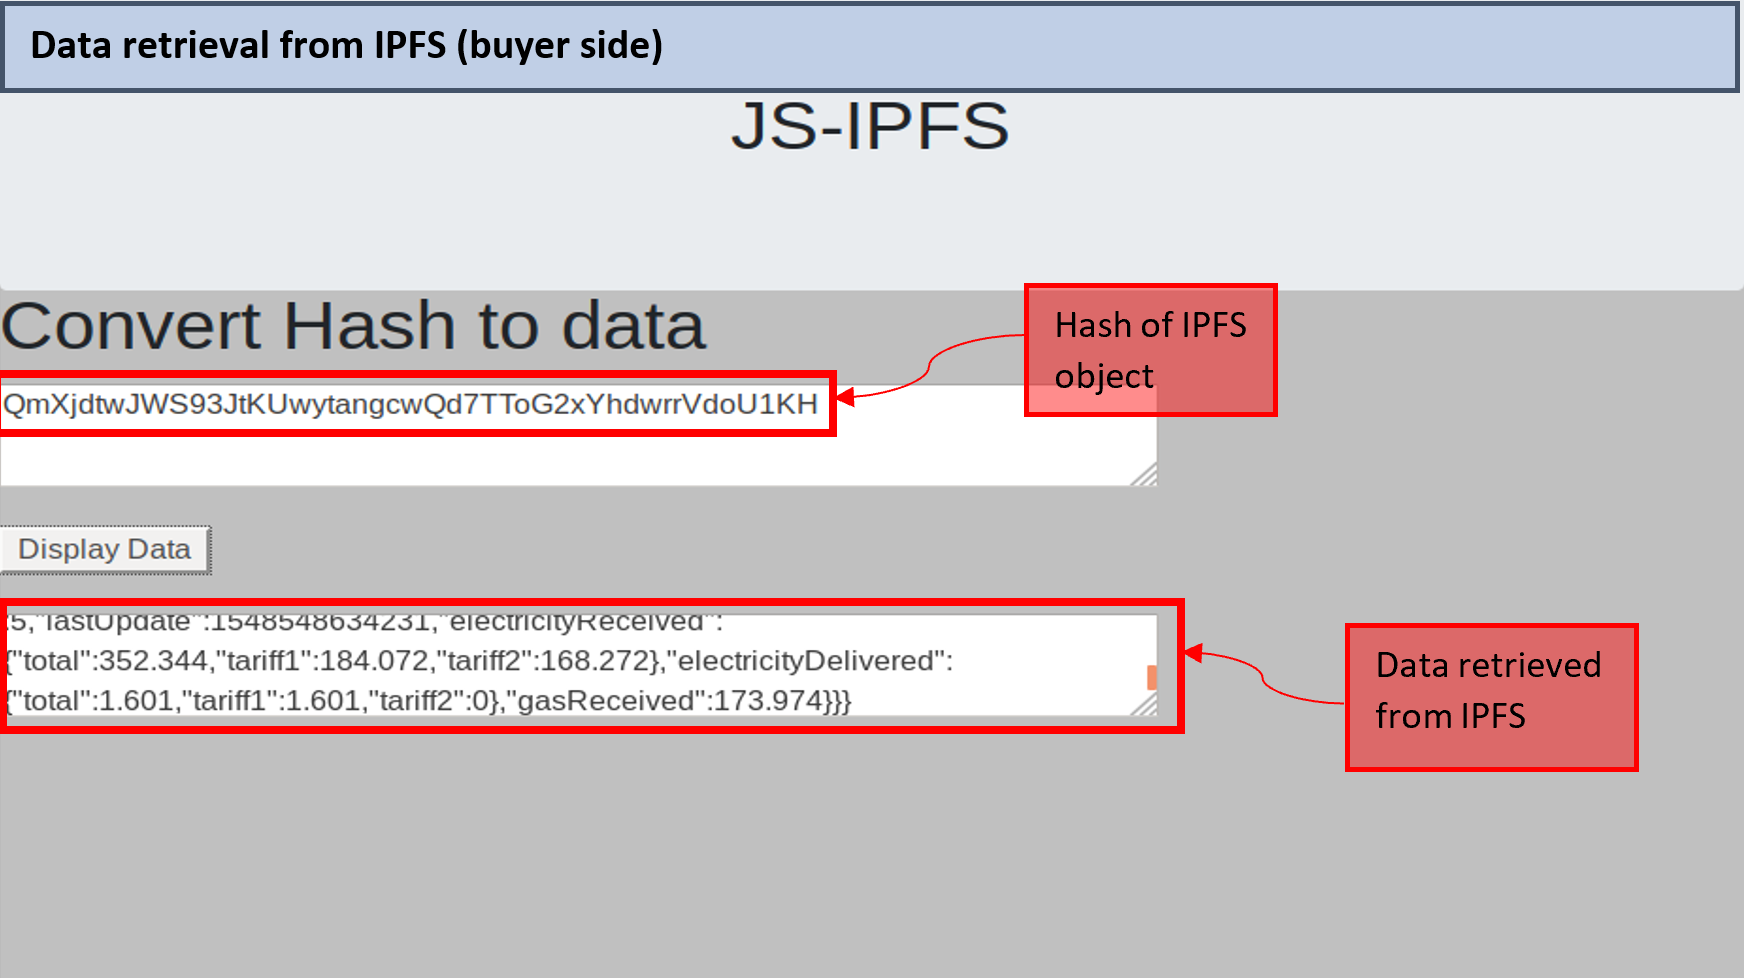 Data retrieval from IPFS (buyer side)
JS-IPFS
Convert Hash to data
Hash of IPFS
object
QmXjdtwJWS93JtKUwytangcwQd7TToG2xYhdwrrVdoU1KH
Display Data
:5,"lastUpdate":1548548634231,"electricityReceived":
{"total":352.344,"tariff1":184.072,"tariff2":168.272},"electricityDelivered":
{"total":1.601,"tariff1":1.601,"tariff2":0},"gasReceived":173.974}}}
Data retrieved
from IPFS